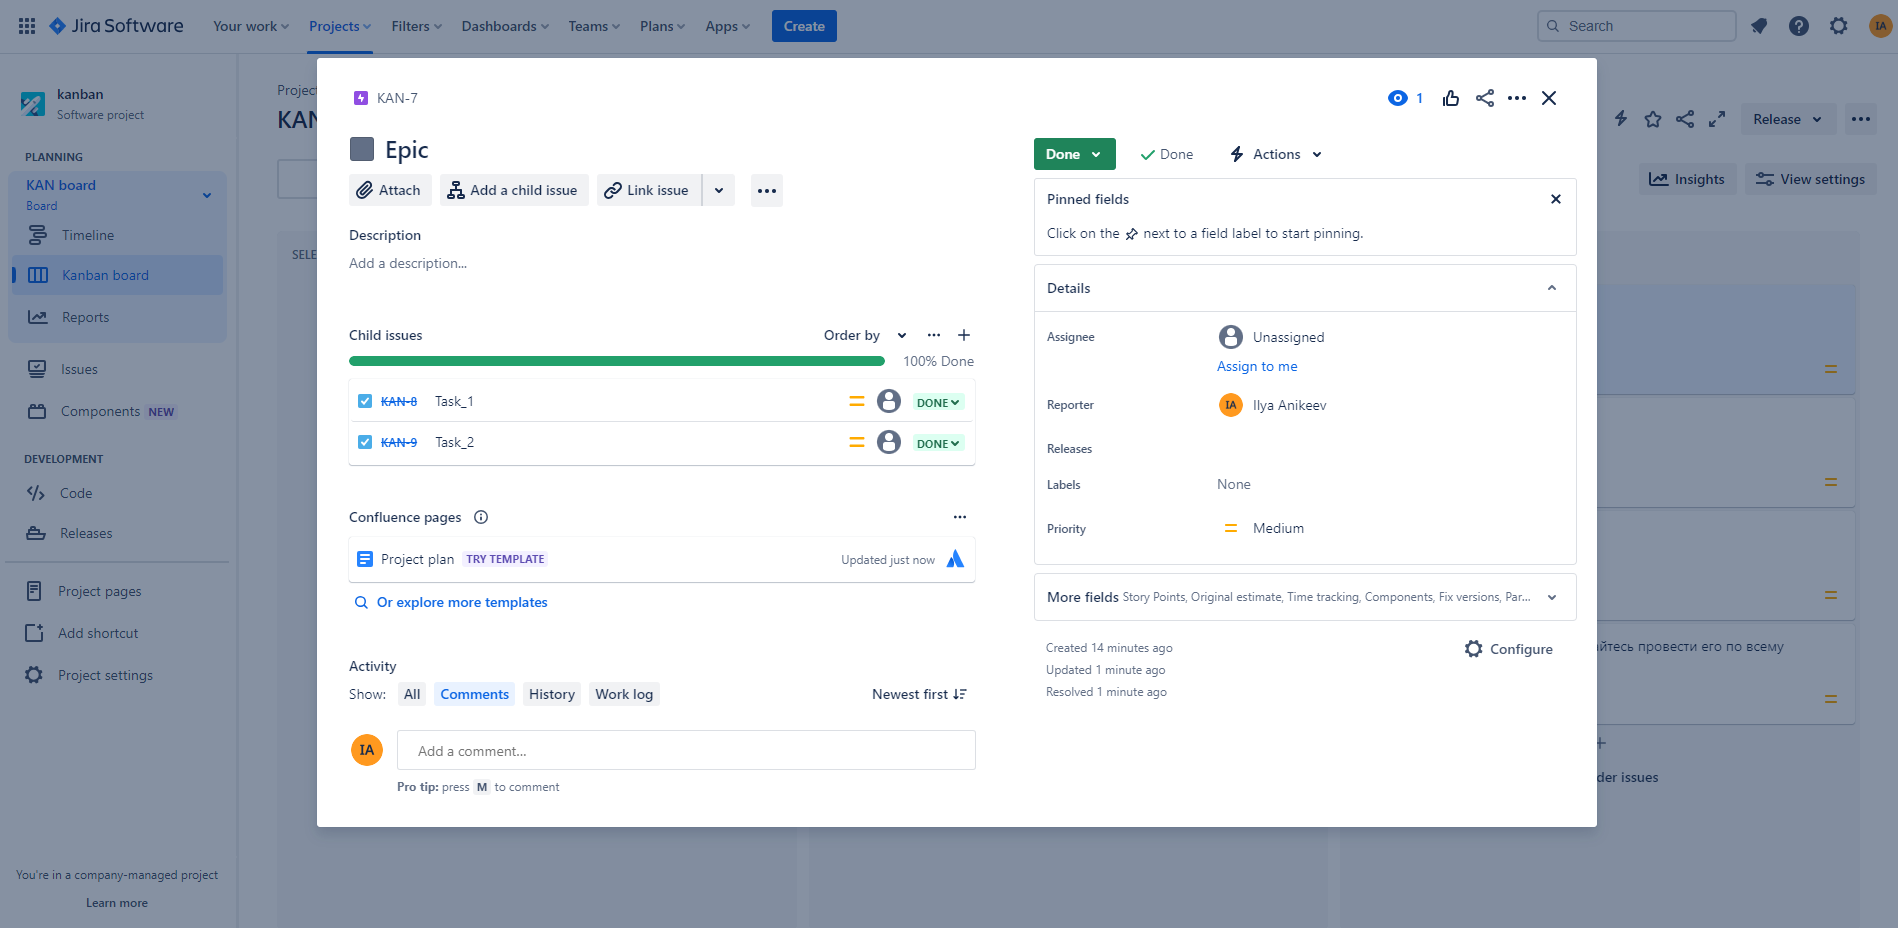 Jira Software
Your work
Projects
Filters
Dashboards
Teams
Plans
Apps
Create
Search
IA
kanban
Software project
PLANNING
KAN board
Board
Timeline
Kanban board
Reports
Issues
Components NEW
DEVELOPMENT
Code
Releases
Project pages
Add shortcut
Project settings
You're in a company-managed project
Learn more
Release
Insights
View settings
KAN-7
1
Epic
Attach
Add a child issue
Link issue
Description
Add a description...
Child issues
Order by
100% Done
KAN-8 Task_1 DONE
KAN-9 Task_2 DONE
Confluence pages
Project plan TRY TEMPLATE Updated just now
Or explore more templates
Activity
Show: All Comments History Work log Newest first
IA
Add a comment...
Pro tip: press M to comment
Done
Done
Actions
Pinned fields
Click on the next to a field label to start pinning.
Details
Assignee Unassigned
Assign to me
Reporter IA Ilya Anikeev
Releases
Labels None
Priority Medium
More fields Story Points, Original estimate, Time tracking, Components, Fix versions, Par...
Created 14 minutes ago
Updated 1 minute ago
Resolved 1 minute ago
Configure
провести его по всему
issues